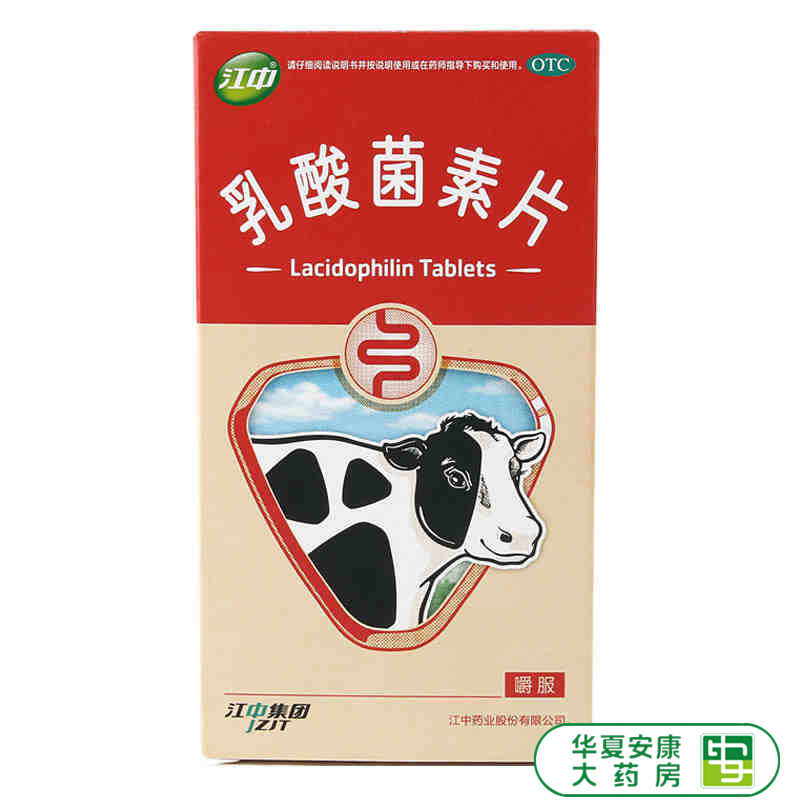 江中®
请仔细阅读说明书并按说明使用或在药师指导下购买和使用。
OTC
乳酸菌素片
Lacidophilin Tablets
嚼服
江中集团
JZJT
江中药业股份有限公司
华夏安康
大药房